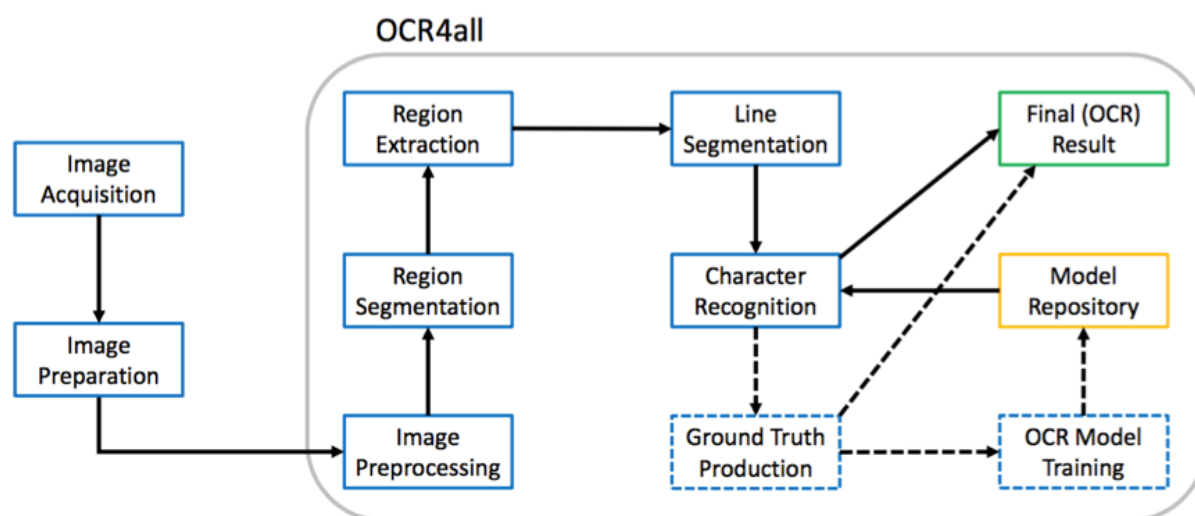 OCR4all
Image
Acquisition
Image
Preparation
Image
Preprocessing
Region
Segmentation
Region
Extraction
Line
Segmentation
Character
Recognition
Ground Truth
Production
OCR Model
Training
Model
Repository
Final (OCR)
Result